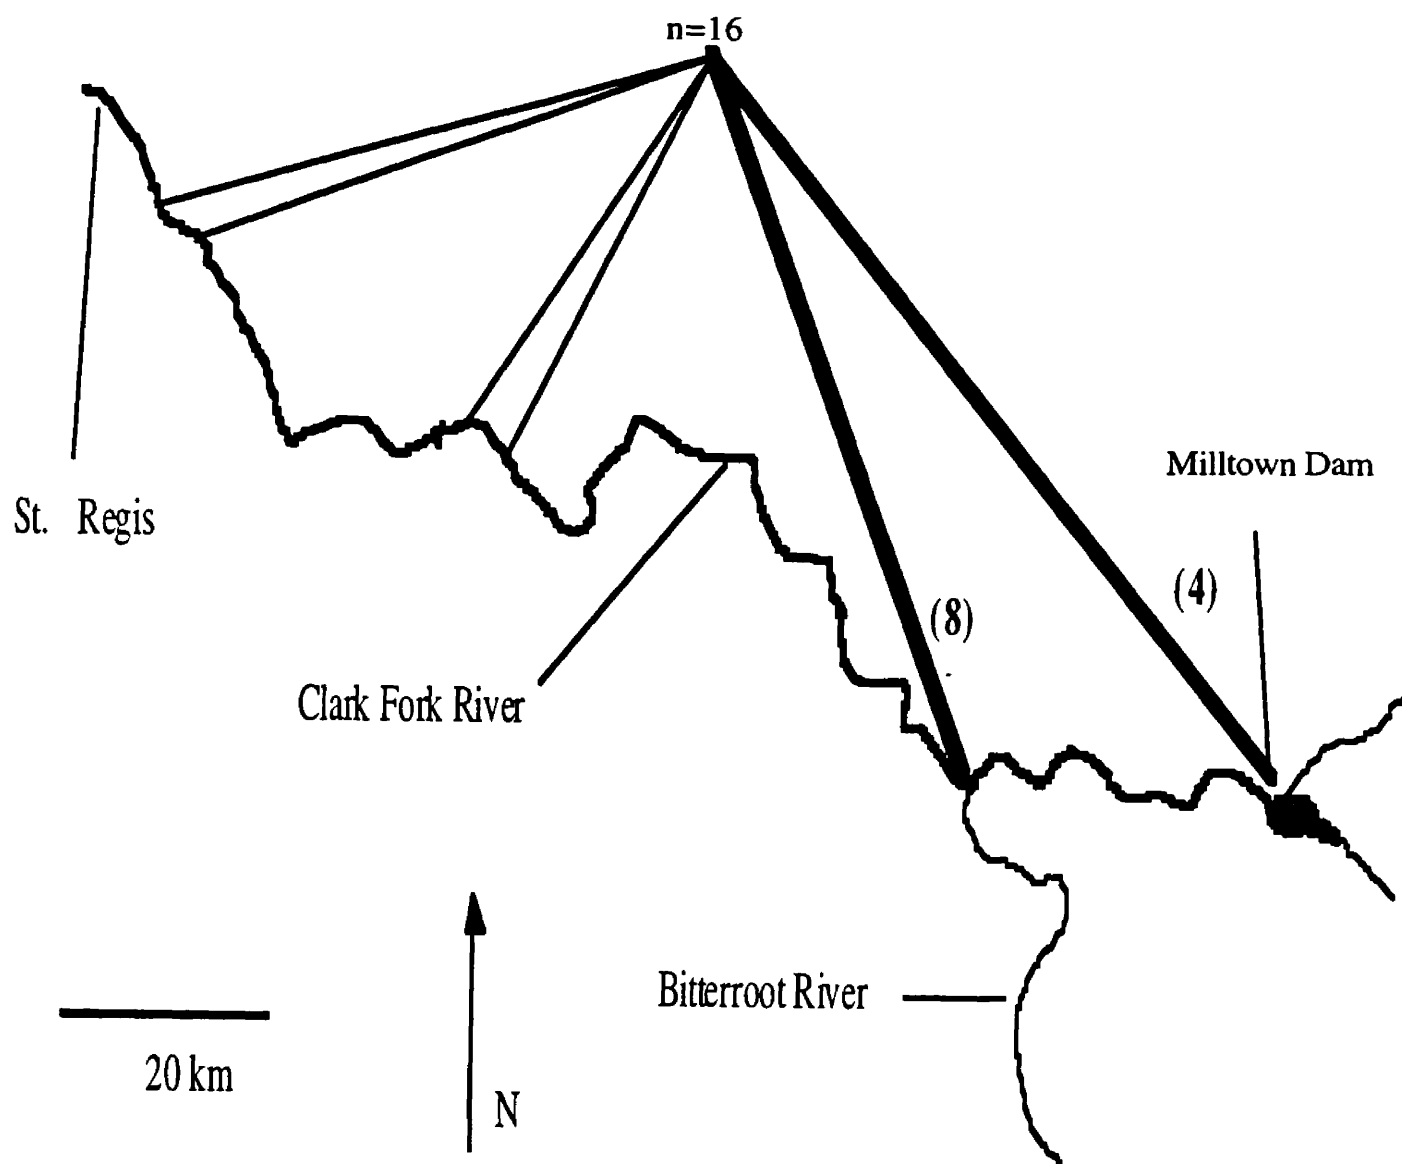 n=16
Milltown Dam
St. Regis
(4)
(8)
Clark Fork River
Bitterroot River
20 km
N